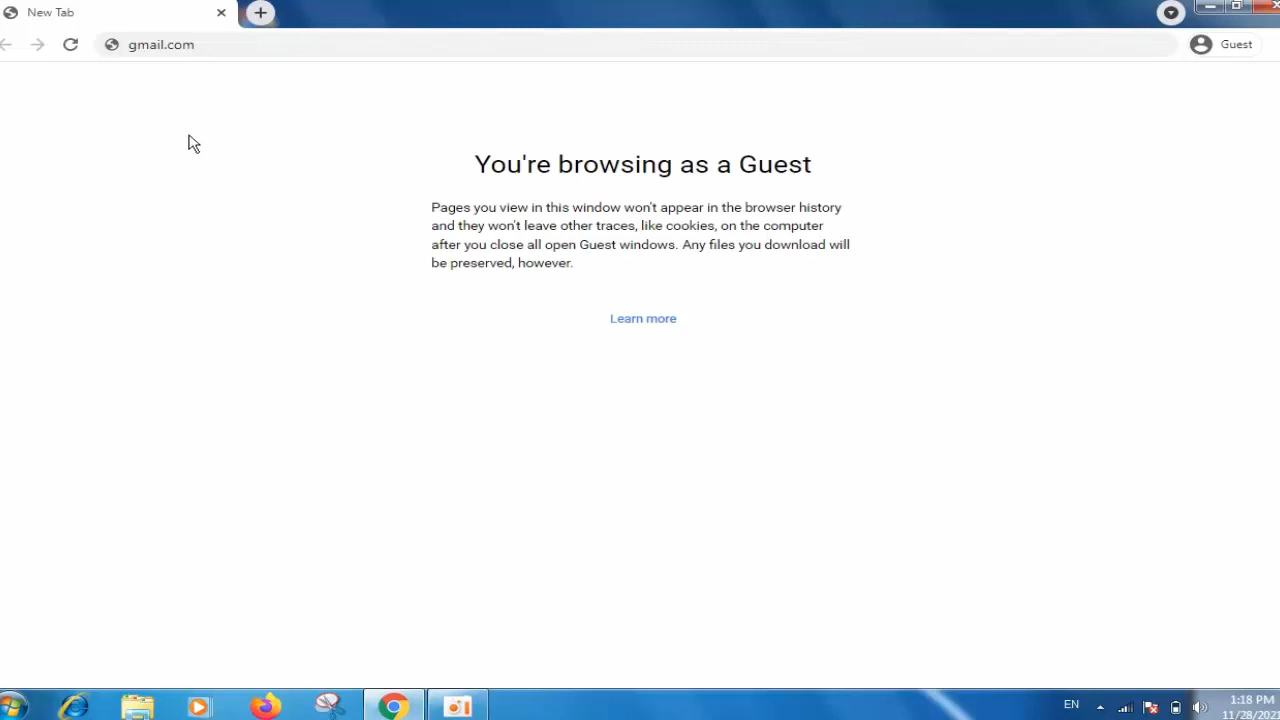 New Tab
gmail.com
Guest
You're browsing as a Guest
Pages you view in this window won't appear in the browser history
and they won't leave other traces, like cookies, on the computer
after you close all open Guest windows. Any files you download will
be preserved, however.
Learn more
EN
1:18 PM